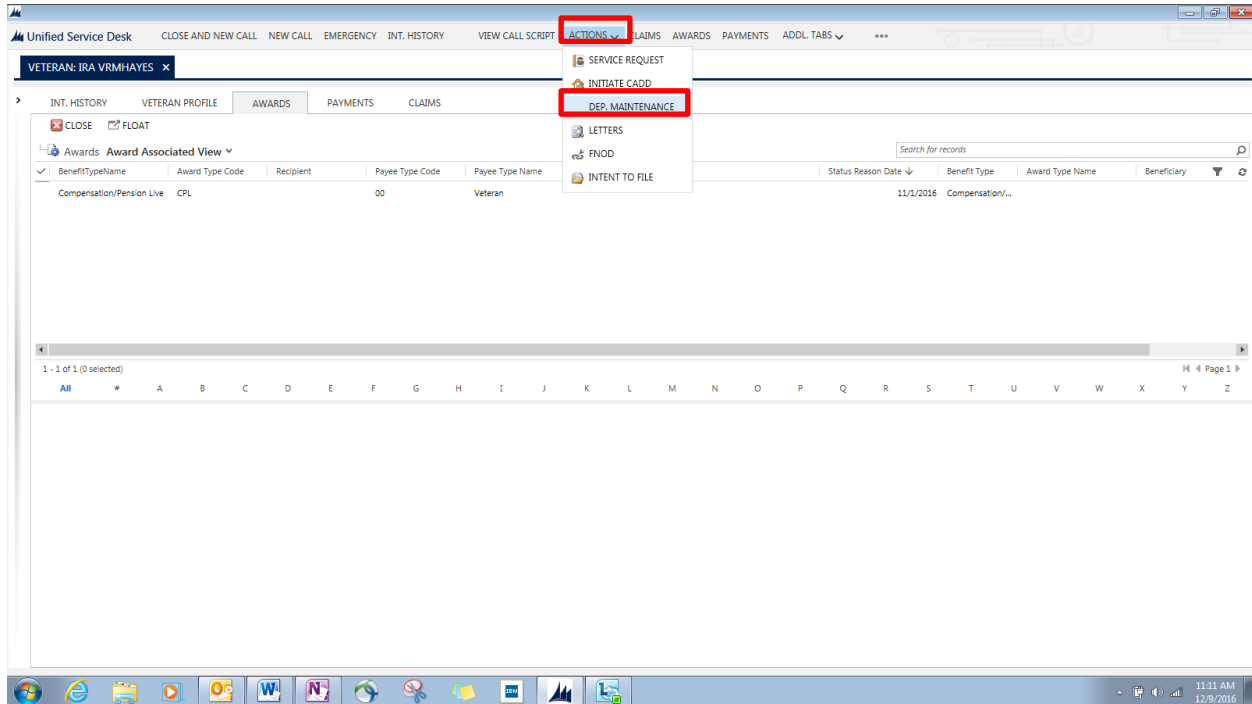 Unified Service Desk CLOSE AND NEW CALL NEW CALL EMERGENCY INT. HISTORY VIEW CALL SCRIPT ACTIONS CLAIMS AWARDS PAYMENTS ADDL. TABS •••
VETERAN: IRA VRMHAYES ×
SERVICE REQUEST
INITIATE CADD
DEP. MAINTENANCE
LETTERS
FNOD
INTENT TO FILE
INT. HISTORY VETERAN PROFILE AWARDS PAYMENTS CLAIMS
CLOSE FLOAT
Awards Award Associated View Search for records
BenefitTypeName Award Type Code Recipient Payee Type Code Payee Type Name Status Reason Date ↓ Benefit Type Award Type Name Beneficiary
Compensation/Pension Live CPL 00 Veteran 11/1/2016 Compensation/...
1 - 1 of 1 (0 selected) Page 1
All # A B C D E F G H I J K L M N O P Q R S T U V W X Y Z
IBM
11:11 AM
12/9/2016